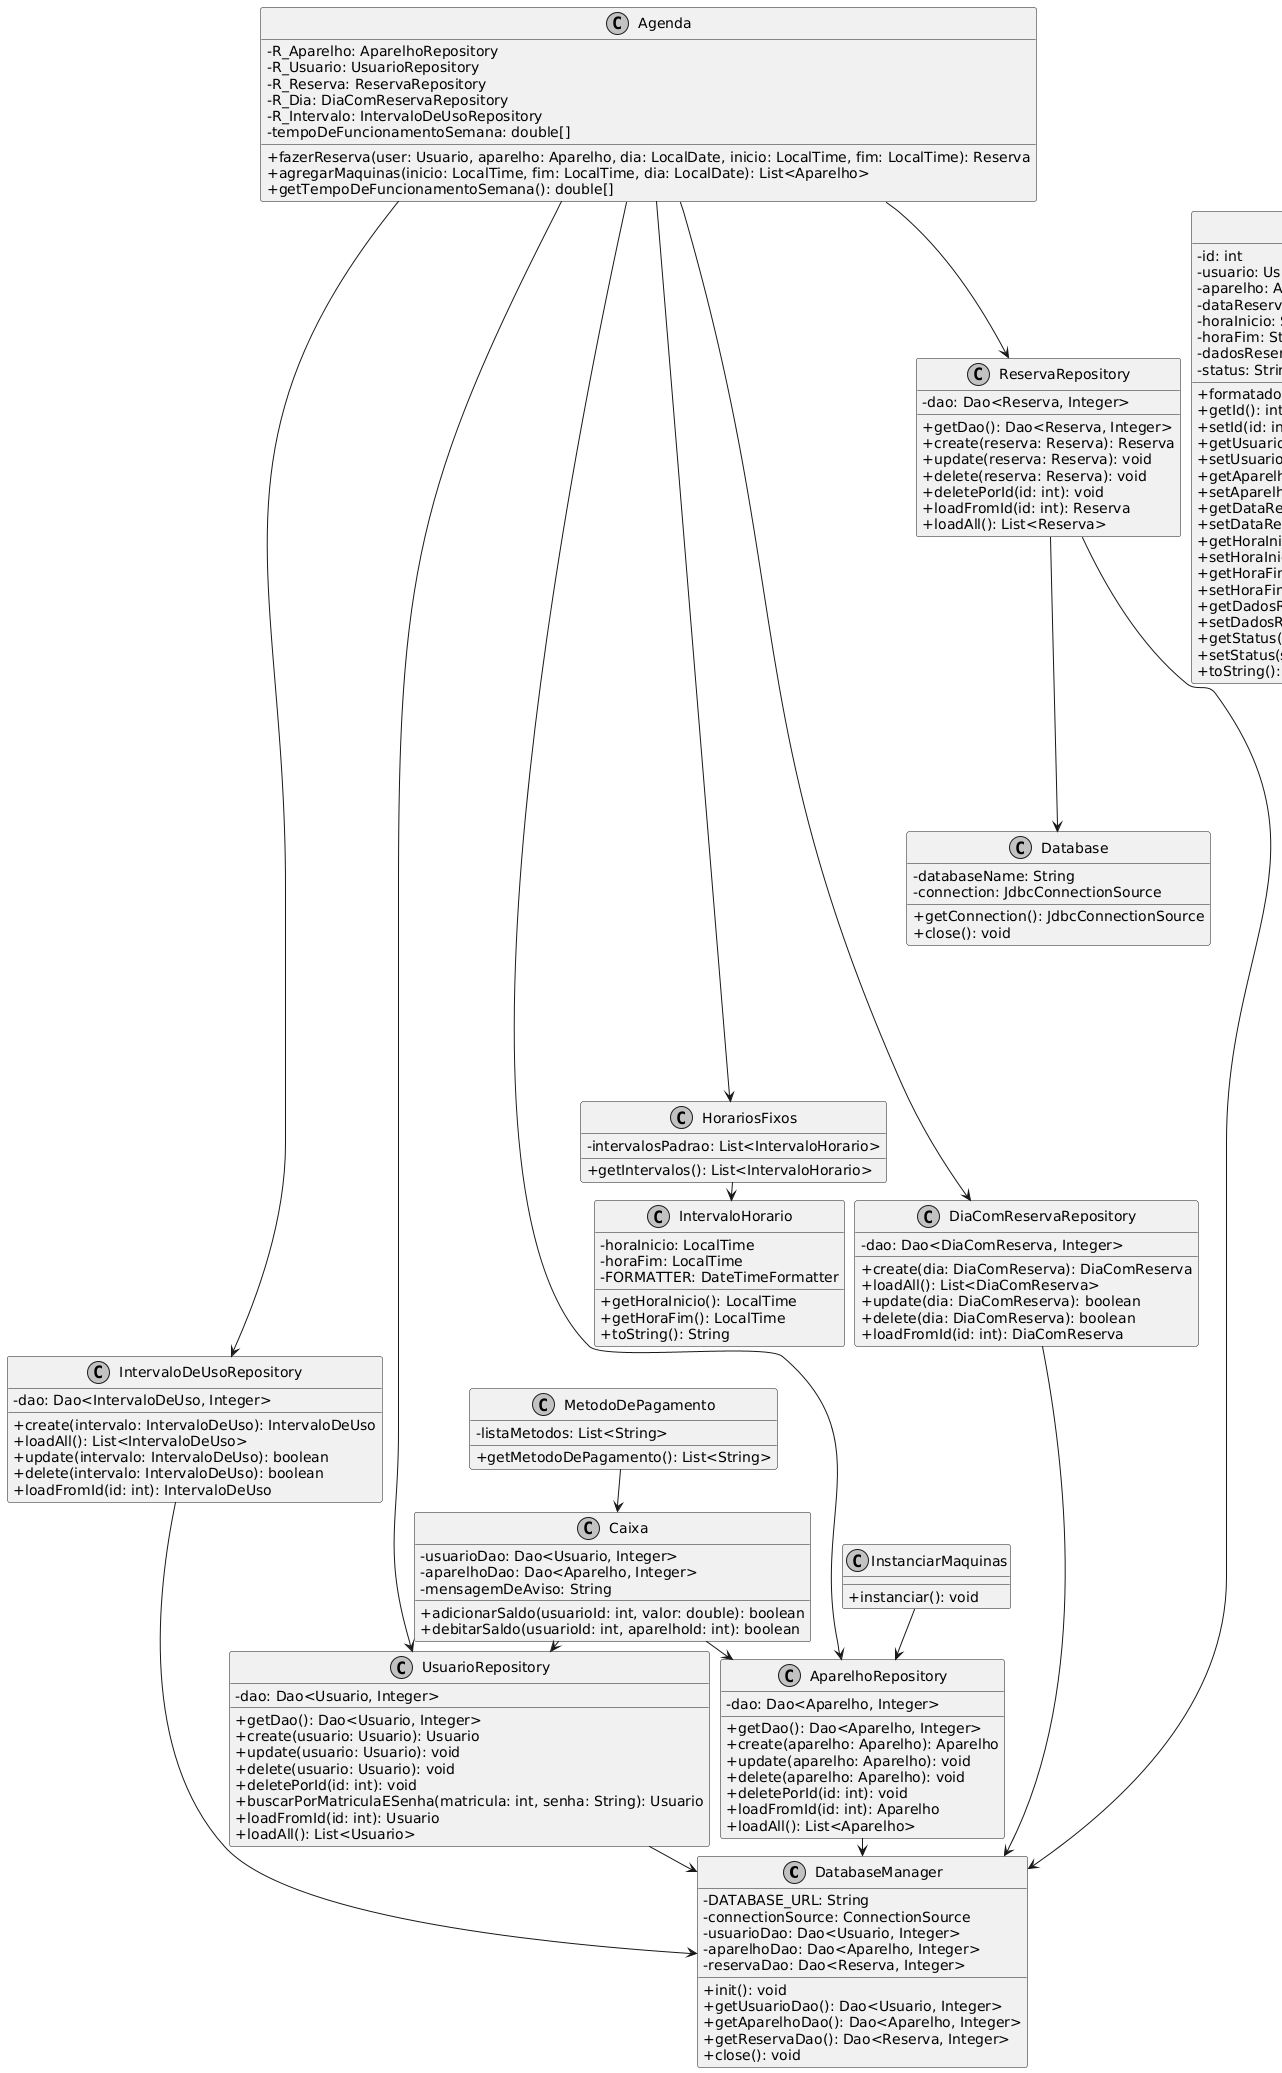 C Agenda
-R_Aparelho: AparelhoRepository
-R_Usuario: UsuarioRepository
-R_Reserva: ReservaRepository
-R_Dia: DiaComReservaRepository
-R_Intervalo: IntervaloDeUsoRepository
-tempoDeFuncionamentoSemana: double[]
+fazerReserva(user: Usuario, aparelho: Aparelho, dia: LocalDate, inicio: LocalTime, fim: LocalTime): Reserva
+agregarMaquinas(inicio: LocalTime, fim: LocalTime, dia: LocalDate): List<Aparelho>
+getTempoDeFuncionamentoSemana(): double[]
-id: int
-usuario: Us
-aparelho: A
-dataReserv
-horaInicio:
-horaFim: St
-dadosReser
-status: Strin
+formatado
+getId(): int
+setId(id: in
+getUsuario
+setUsuario
+getAparelh
+setAparelh
+getDataRe
+setDataRe
+getHoraIni
+setHoraIni
+getHoraFin
+setHoraFin
+getDadosR
+setDadosR
+getStatus(
+setStatus(s
+toString():
C ReservaRepository
-dao: Dao<Reserva, Integer>
+getDao(): Dao<Reserva, Integer>
+create(reserva: Reserva): Reserva
+update(reserva: Reserva): void
+delete(reserva: Reserva): void
+deletePorId(id: int): void
+loadFromId(id: int): Reserva
+loadAll(): List<Reserva>
C Database
-databaseName: String
-connection: JdbcConnectionSource
+getConnection(): JdbcConnectionSource
+close(): void
C HorariosFixos
-intervalosPadrao: List<IntervaloHorario>
+getIntervalos(): List<IntervaloHorario>
C IntervaloHorario
-horaInicio: LocalTime
-horaFim: LocalTime
-FORMATTER: DateTimeFormatter
+getHoraInicio(): LocalTime
+getHoraFim(): LocalTime
+toString(): String
C DiaComReservaRepository
-dao: Dao<DiaComReserva, Integer>
+create(dia: DiaComReserva): DiaComReserva
+loadAll(): List<DiaComReserva>
+update(dia: DiaComReserva): boolean
+delete(dia: DiaComReserva): boolean
+loadFromId(id: int): DiaComReserva
C IntervaloDeUsoRepository
-dao: Dao<IntervaloDeUso, Integer>
+create(intervalo: IntervaloDeUso): IntervaloDeUso
+loadAll(): List<IntervaloDeUso>
+update(intervalo: IntervaloDeUso): boolean
+delete(intervalo: IntervaloDeUso): boolean
+loadFromId(id: int): IntervaloDeUso
C MetodoDePagamento
-listaMetodos: List<String>
+getMetodoDePagamento(): List<String>
C Caixa
-usuarioDao: Dao<Usuario, Integer>
-aparelhoDao: Dao<Aparelho, Integer>
-mensagemDeAviso: String
+adicionarSaldo(usuarioId: int, valor: double): boolean
+debitarSaldo(usuarioId: int, aparelhoId: int): boolean
C InstanciarMaquinas
+instanciar(): void
C UsuarioRepository
-dao: Dao<Usuario, Integer>
+getDao(): Dao<Usuario, Integer>
+create(usuario: Usuario): Usuario
+update(usuario: Usuario): void
+delete(usuario: Usuario): void
+deletePorId(id: int): void
+buscarPorMatriculaESenha(matricula: int, senha: String): Usuario
+loadFromId(id: int): Usuario
+loadAll(): List<Usuario>
C AparelhoRepository
-dao: Dao<Aparelho, Integer>
+getDao(): Dao<Aparelho, Integer>
+create(aparelho: Aparelho): Aparelho
+update(aparelho: Aparelho): void
+delete(aparelho: Aparelho): void
+deletePorId(id: int): void
+loadFromId(id: int): Aparelho
+loadAll(): List<Aparelho>
C DatabaseManager
-DATABASE_URL: String
-connectionSource: ConnectionSource
-usuarioDao: Dao<Usuario, Integer>
-aparelhoDao: Dao<Aparelho, Integer>
-reservaDao: Dao<Reserva, Integer>
+init(): void
+getUsuarioDao(): Dao<Usuario, Integer>
+getAparelhoDao(): Dao<Aparelho, Integer>
+getReservaDao(): Dao<Reserva, Integer>
+close(): void